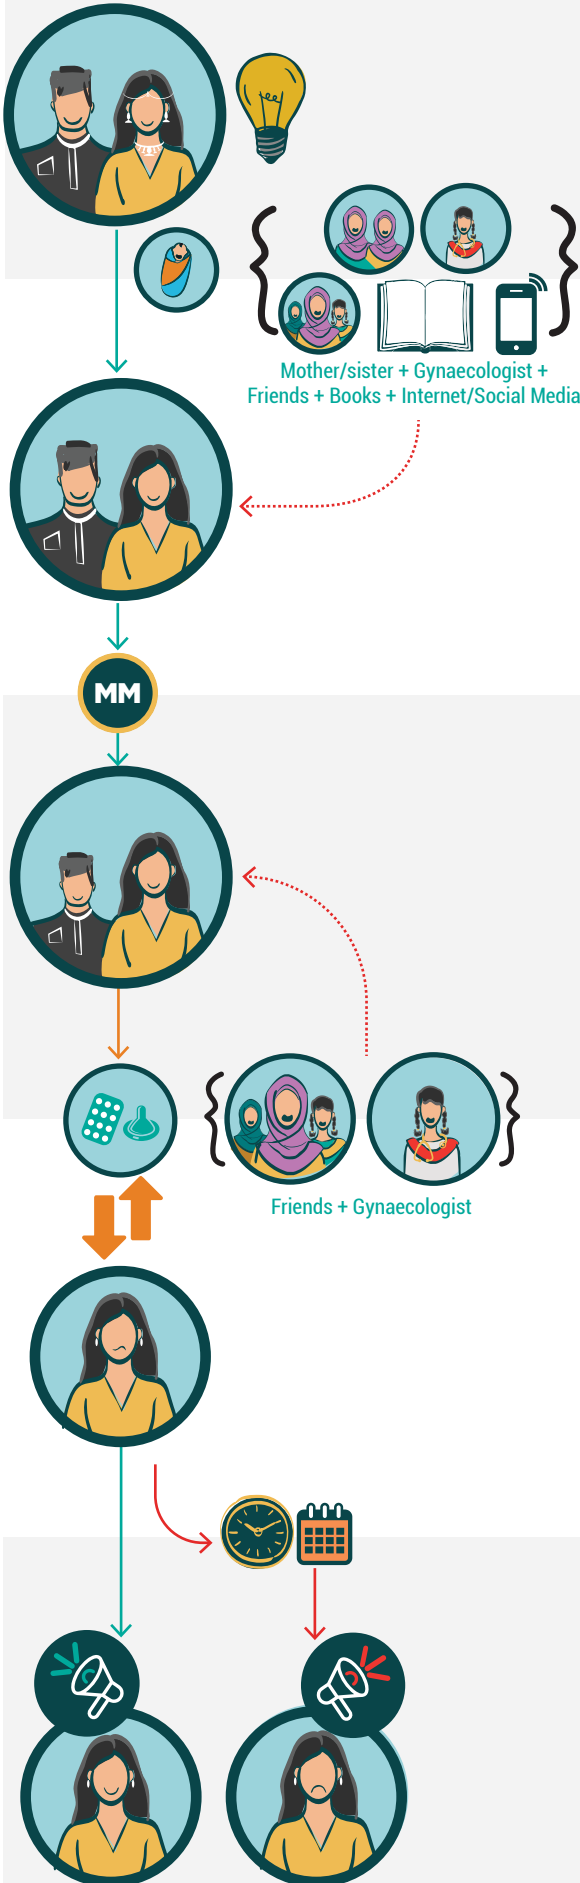 Mother/sister + Gynaecologist +
Friends + Books + Internet/Social Media
MM
Friends + Gynaecologist